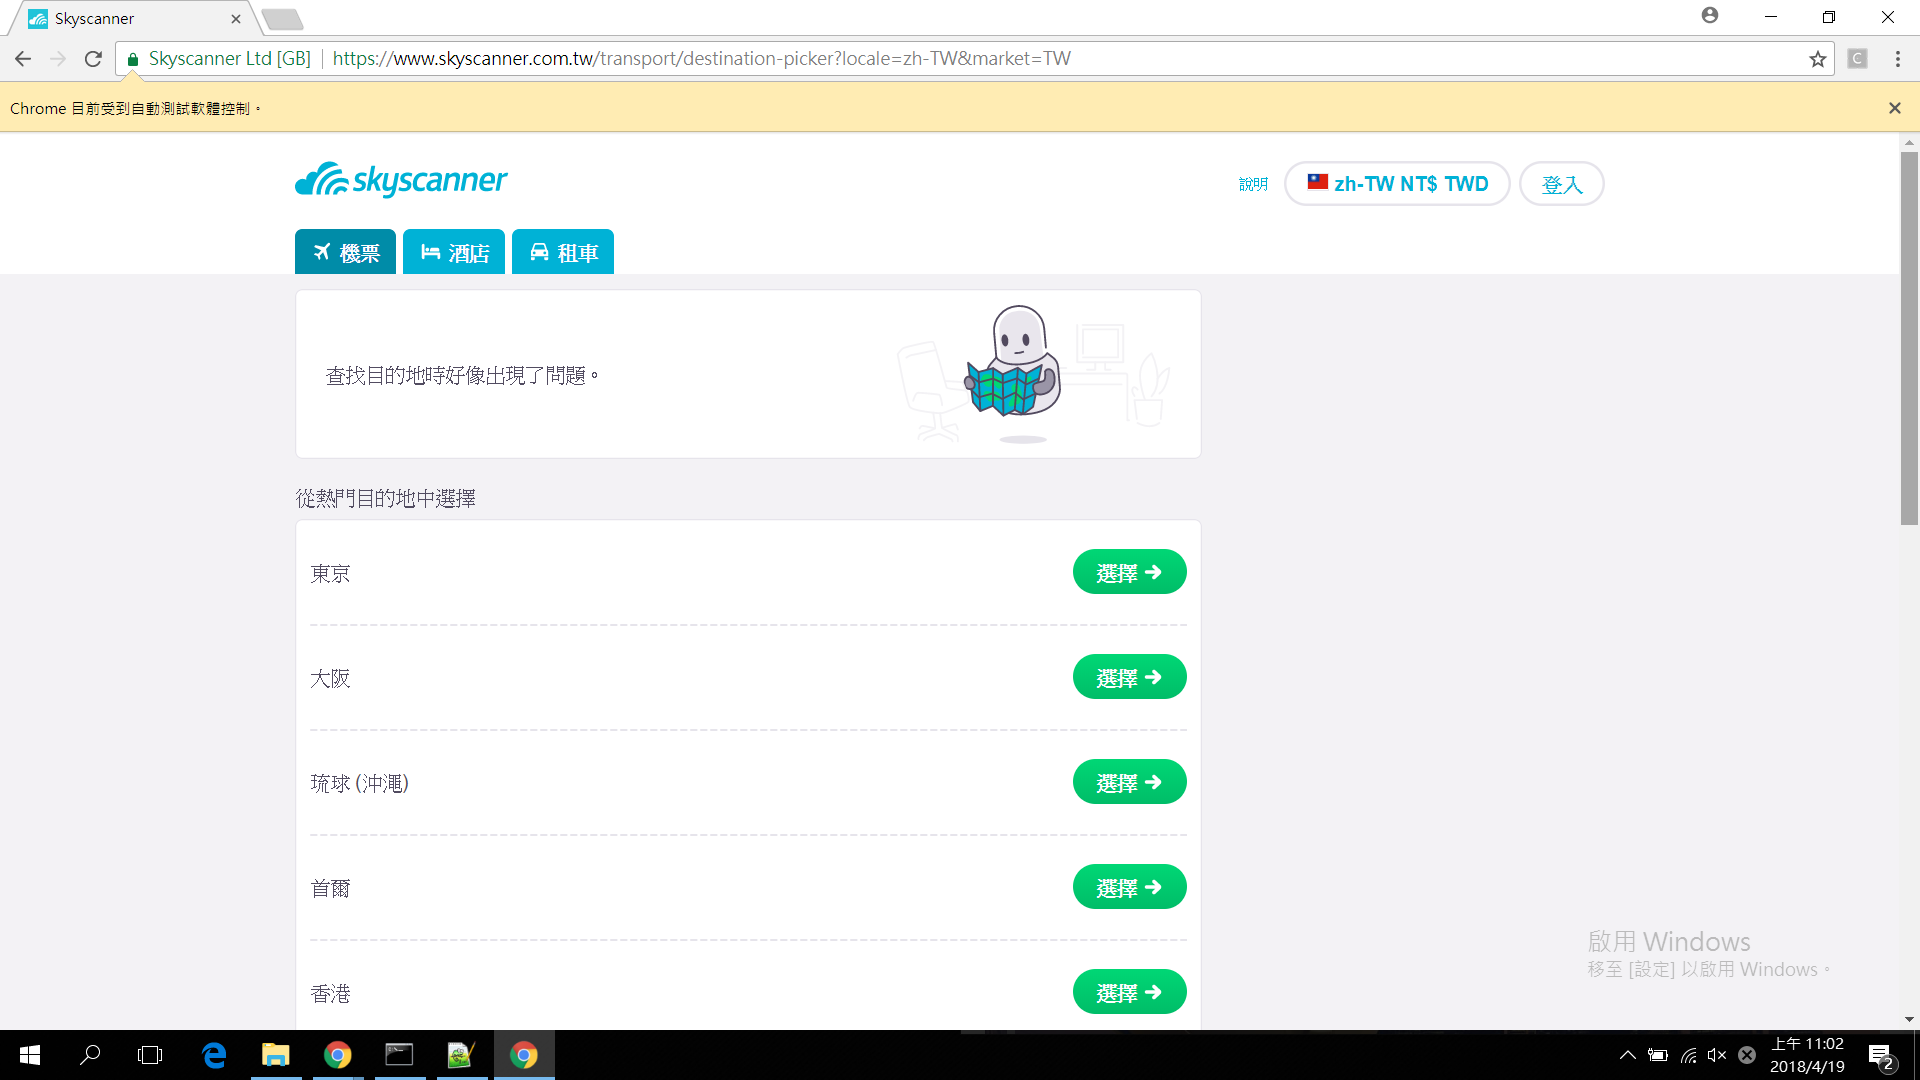 Skyscanner
Skyscanner Ltd [GB] https://www.skyscanner.com.tw/transport/destination-picker?locale=zh-TW&market=TW
C
Chrome 目前受到自動測試軟體控制。
skyscanner
說明 zh-TW NT$ TWD 登入
機票 酒店 租車
查找目的地時好像出現了問題。
從熱門目的地中選擇
東京 選擇
大阪 選擇
琉球 (沖澠) 選擇
首爾 選擇
香港 選擇
啟用 Windows
移至 [設定] 以啟用 Windows。
上午 11:02
2018/4/19
2